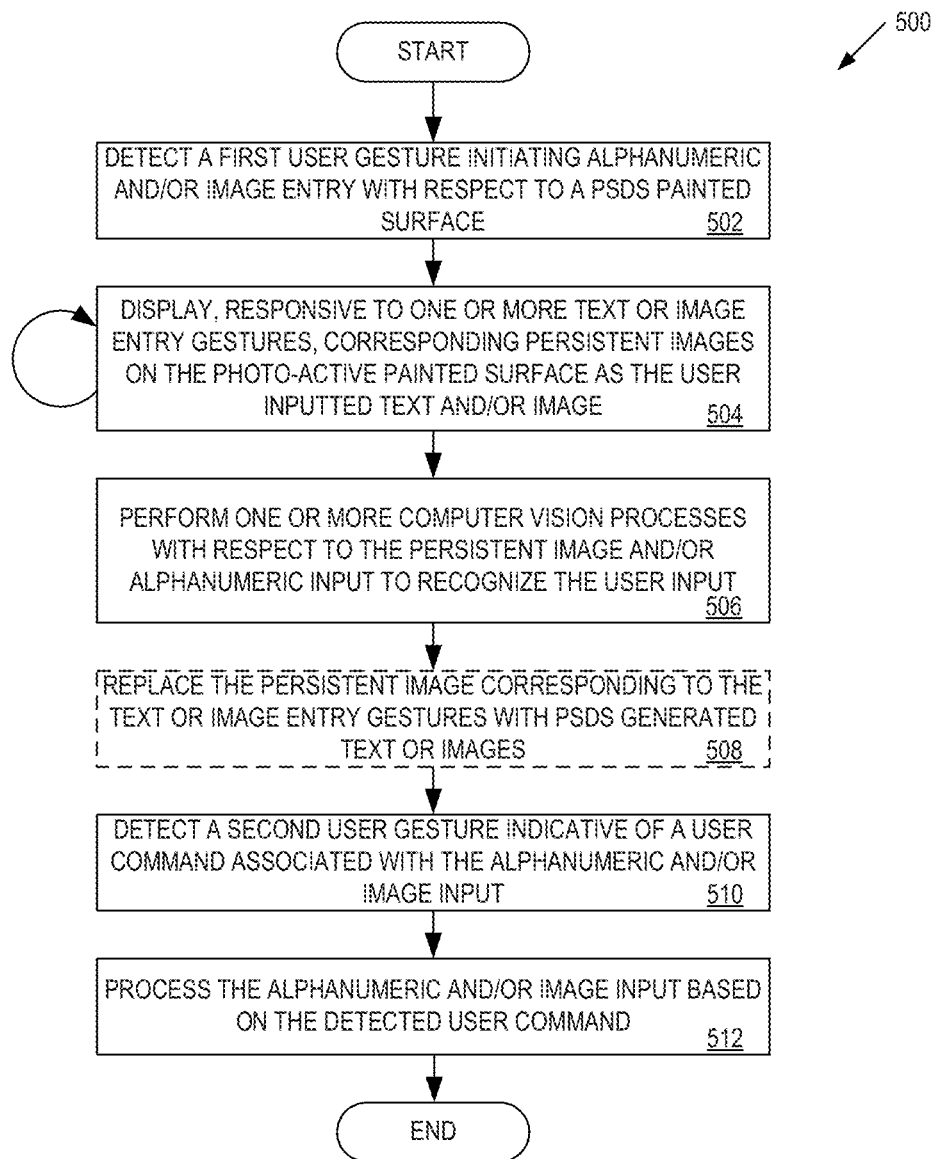 500
START
DETECT A FIRST USER GESTURE INITIATING ALPHANUMERIC
AND/OR IMAGE ENTRY WITH RESPECT TO A PSDS PAINTED
SURFACE 502
DISPLAY, RESPONSIVE TO ONE OR MORE TEXT OR IMAGE
ENTRY GESTURES, CORRESPONDING PERSISTENT IMAGES
ON THE PHOTO-ACTIVE PAINTED SURFACE AS THE USER
INPUTTED TEXT AND/OR IMAGE 504
PERFORM ONE OR MORE COMPUTER VISION PROCESSES
WITH RESPECT TO THE PERSISTENT IMAGE AND/OR
ALPHANUMERIC INPUT TO RECOGNIZE THE USER INPUT
506
REPLACE THE PERSISTENT IMAGE CORRESPONDING TO THE
TEXT OR IMAGE ENTRY GESTURES WITH PSDS GENERATED
TEXT OR IMAGES 508
DETECT A SECOND USER GESTURE INDICATIVE OF A USER
COMMAND ASSOCIATED WITH THE ALPHANUMERIC AND/OR
IMAGE INPUT 510
PROCESS THE ALPHANUMERIC AND/OR IMAGE INPUT BASED
ON THE DETECTED USER COMMAND 512
END